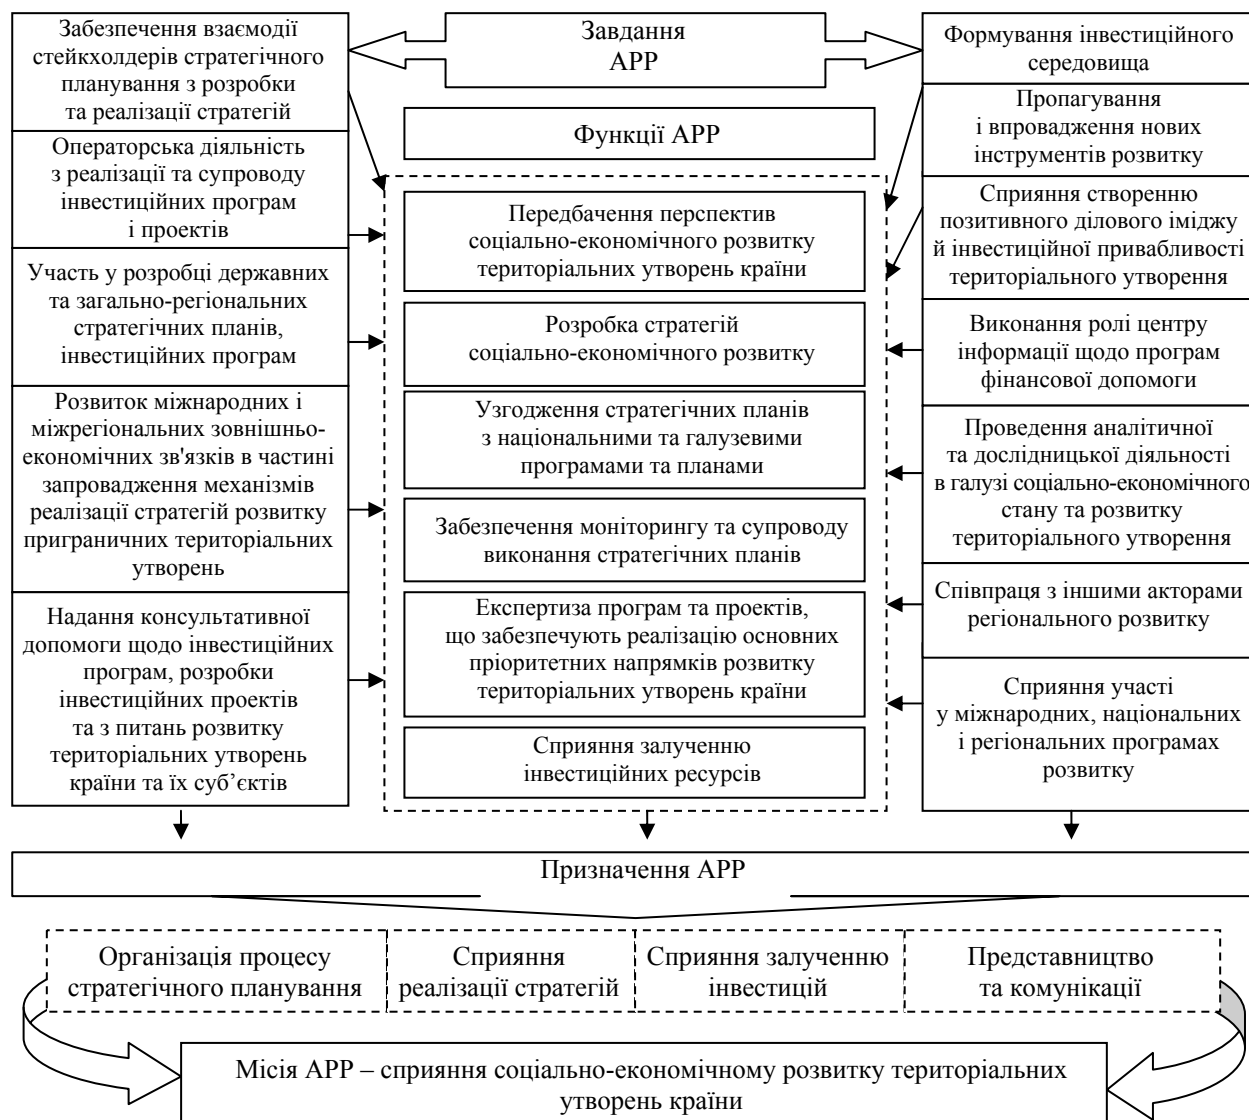 Забезпечення взаємодії
стейкхолдерів стратегічного
планування з розробки
та реалізації стратегій
Операторська діяльність
з реалізації та супроводу
інвестиційних програм
і проектів
Участь у розробці державних
та загально-регіональних
стратегічних планів,
інвестиційних програм
Розвиток міжнародних і
міжрегіональних зовнішньо-
економічних зв'язків в частині
запровадження механізмів
реалізації стратегій розвитку
приграничних територіальних
утворень
Надання консультативної
допомоги щодо інвестиційних
програм, розробки
інвестиційних проектів
та з питань розвитку
територіальних утворень
країни та їх суб’єктів
Завдання
АРР
Функції АРР
Передбачення перспектив
соціально-економічного розвитку
територіальних утворень країни
Розробка стратегій
соціально-економічного розвитку
Узгодження стратегічних планів
з національними та галузевими
програмами та планами
Забезпечення моніторингу та супроводу
виконання стратегічних планів
Експертиза програм та проектів,
що забезпечують реалізацію основних
пріоритетних напрямків розвитку
територіальних утворень країни
Сприяння залученню
інвестиційних ресурсів
Формування інвестиційного
середовища
Пропагування
і впровадження нових
інструментів розвитку
Сприяння створенню
позитивного ділового іміджу
й інвестиційної привабливості
територіального утворення
Виконання ролі центру
інформації щодо програм
фінансової допомоги
Проведення аналітичної
та дослідницької діяльності
в галузі соціально-економічного
стану та розвитку
територіального утворення
Співпраця з іншими акторами
регіонального розвитку
Сприяння участі
у міжнародних, національних
і регіональних програмах
розвитку
Призначення АРР
Організація процесу
стратегічного планування
Сприяння
реалізації стратегій
Сприяння залученню
інвестицій
Представництво
та комунікації
Місія АРР – сприяння соціально-економічному розвитку територіальних
утворень країни